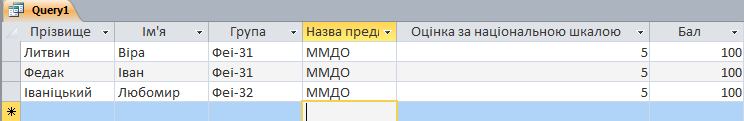 Query1
Прізвище Ім'я Група Назва пред Оцінка за національною шкалою Бал
Литвин Віра Феі-31 ММДО 5 100
Федак Іван Феі-31 ММДО 5 100
Іваніцький Любомир Феі-32 ММДО 5 100